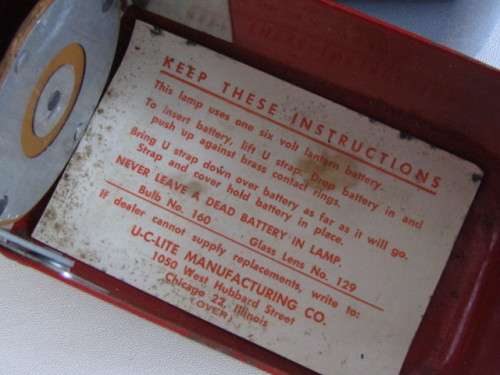 KEEP THESE INSTRUCTIONS
This lamp uses one six volt lantern battery.
To insert battery, lift U strap. Drop battery in and
push up against brass contact rings.
Bring U strap down over battery as far as it will go.
Strap and cover hold battery in place.
NEVER LEAVE A DEAD BATTERY IN LAMP.
Bulb No. 160 Glass Lens No. 129
If dealer cannot supply replacements, write to:
U-C-LITE MANUFACTURING CO.
1050 West Hubbard Street
Chicago 22, Illinois
(OVER)